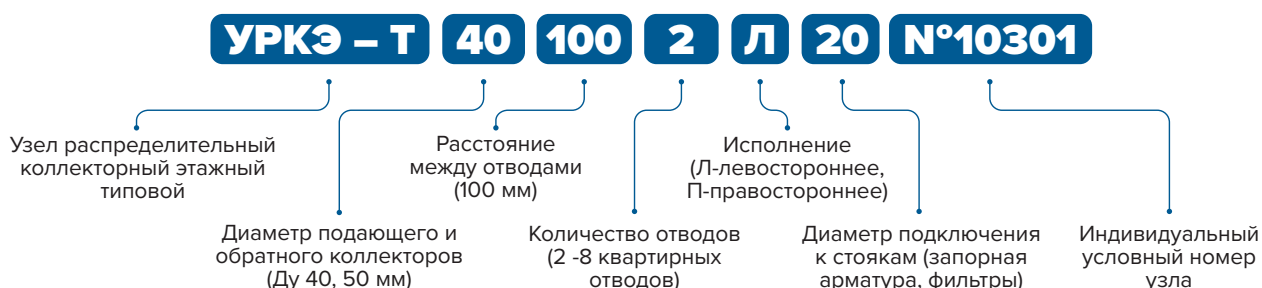 УРКЭ – Т 40 100 2 Л 20 №10301
Узел распределительный
коллекторный этажный
типовой
Диаметр подающего и
обратного коллекторов
(Ду 40, 50 мм)
Расстояние
между отводами
(100 мм)
Количество отводов
(2 -8 квартирных
отводов)
Исполнение
(Л-левостороннее,
П-правостороннее)
Диаметр подключения
к стоякам (запорная
арматура, фильтры)
Индивидуальный
условный номер
узла